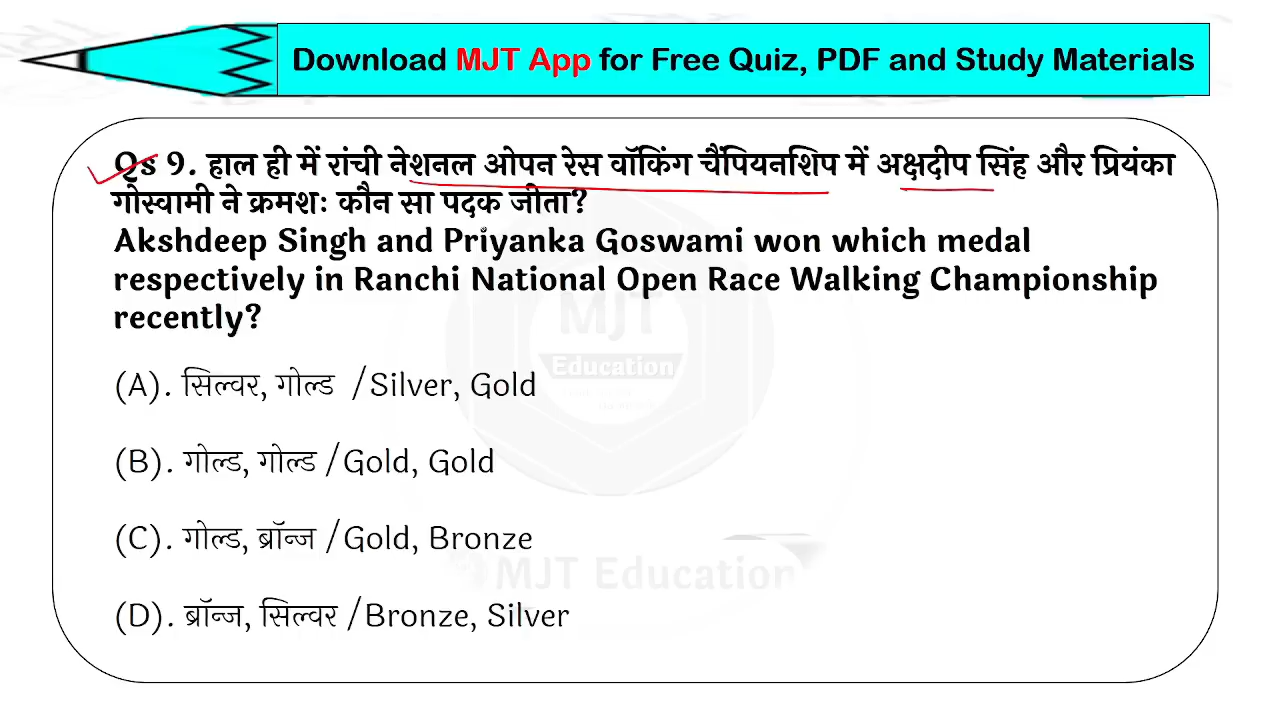 Download MJT App for Free Quiz, PDF and Study Materials
Qs 9. हाल ही में रांची नेशनल ओपन रेस वॉकिंग चैंपियनशिप में अक्षदीप सिंह और प्रियंका
गोस्वामी ने क्रमशः कौन सा पदक जीता?
Akshdeep Singh and Priyanka Goswami won which medal
respectively in Ranchi National Open Race Walking Championship
recently?
MJT
Education
(A). सिल्वर, गोल्ड /Silver, Gold
(B). गोल्ड, गोल्ड /Gold, Gold
(C). गोल्ड, ब्रॉन्ज /Gold, Bronze
MJT Education
(D). ब्रॉन्ज, सिल्वर /Bronze, Silver